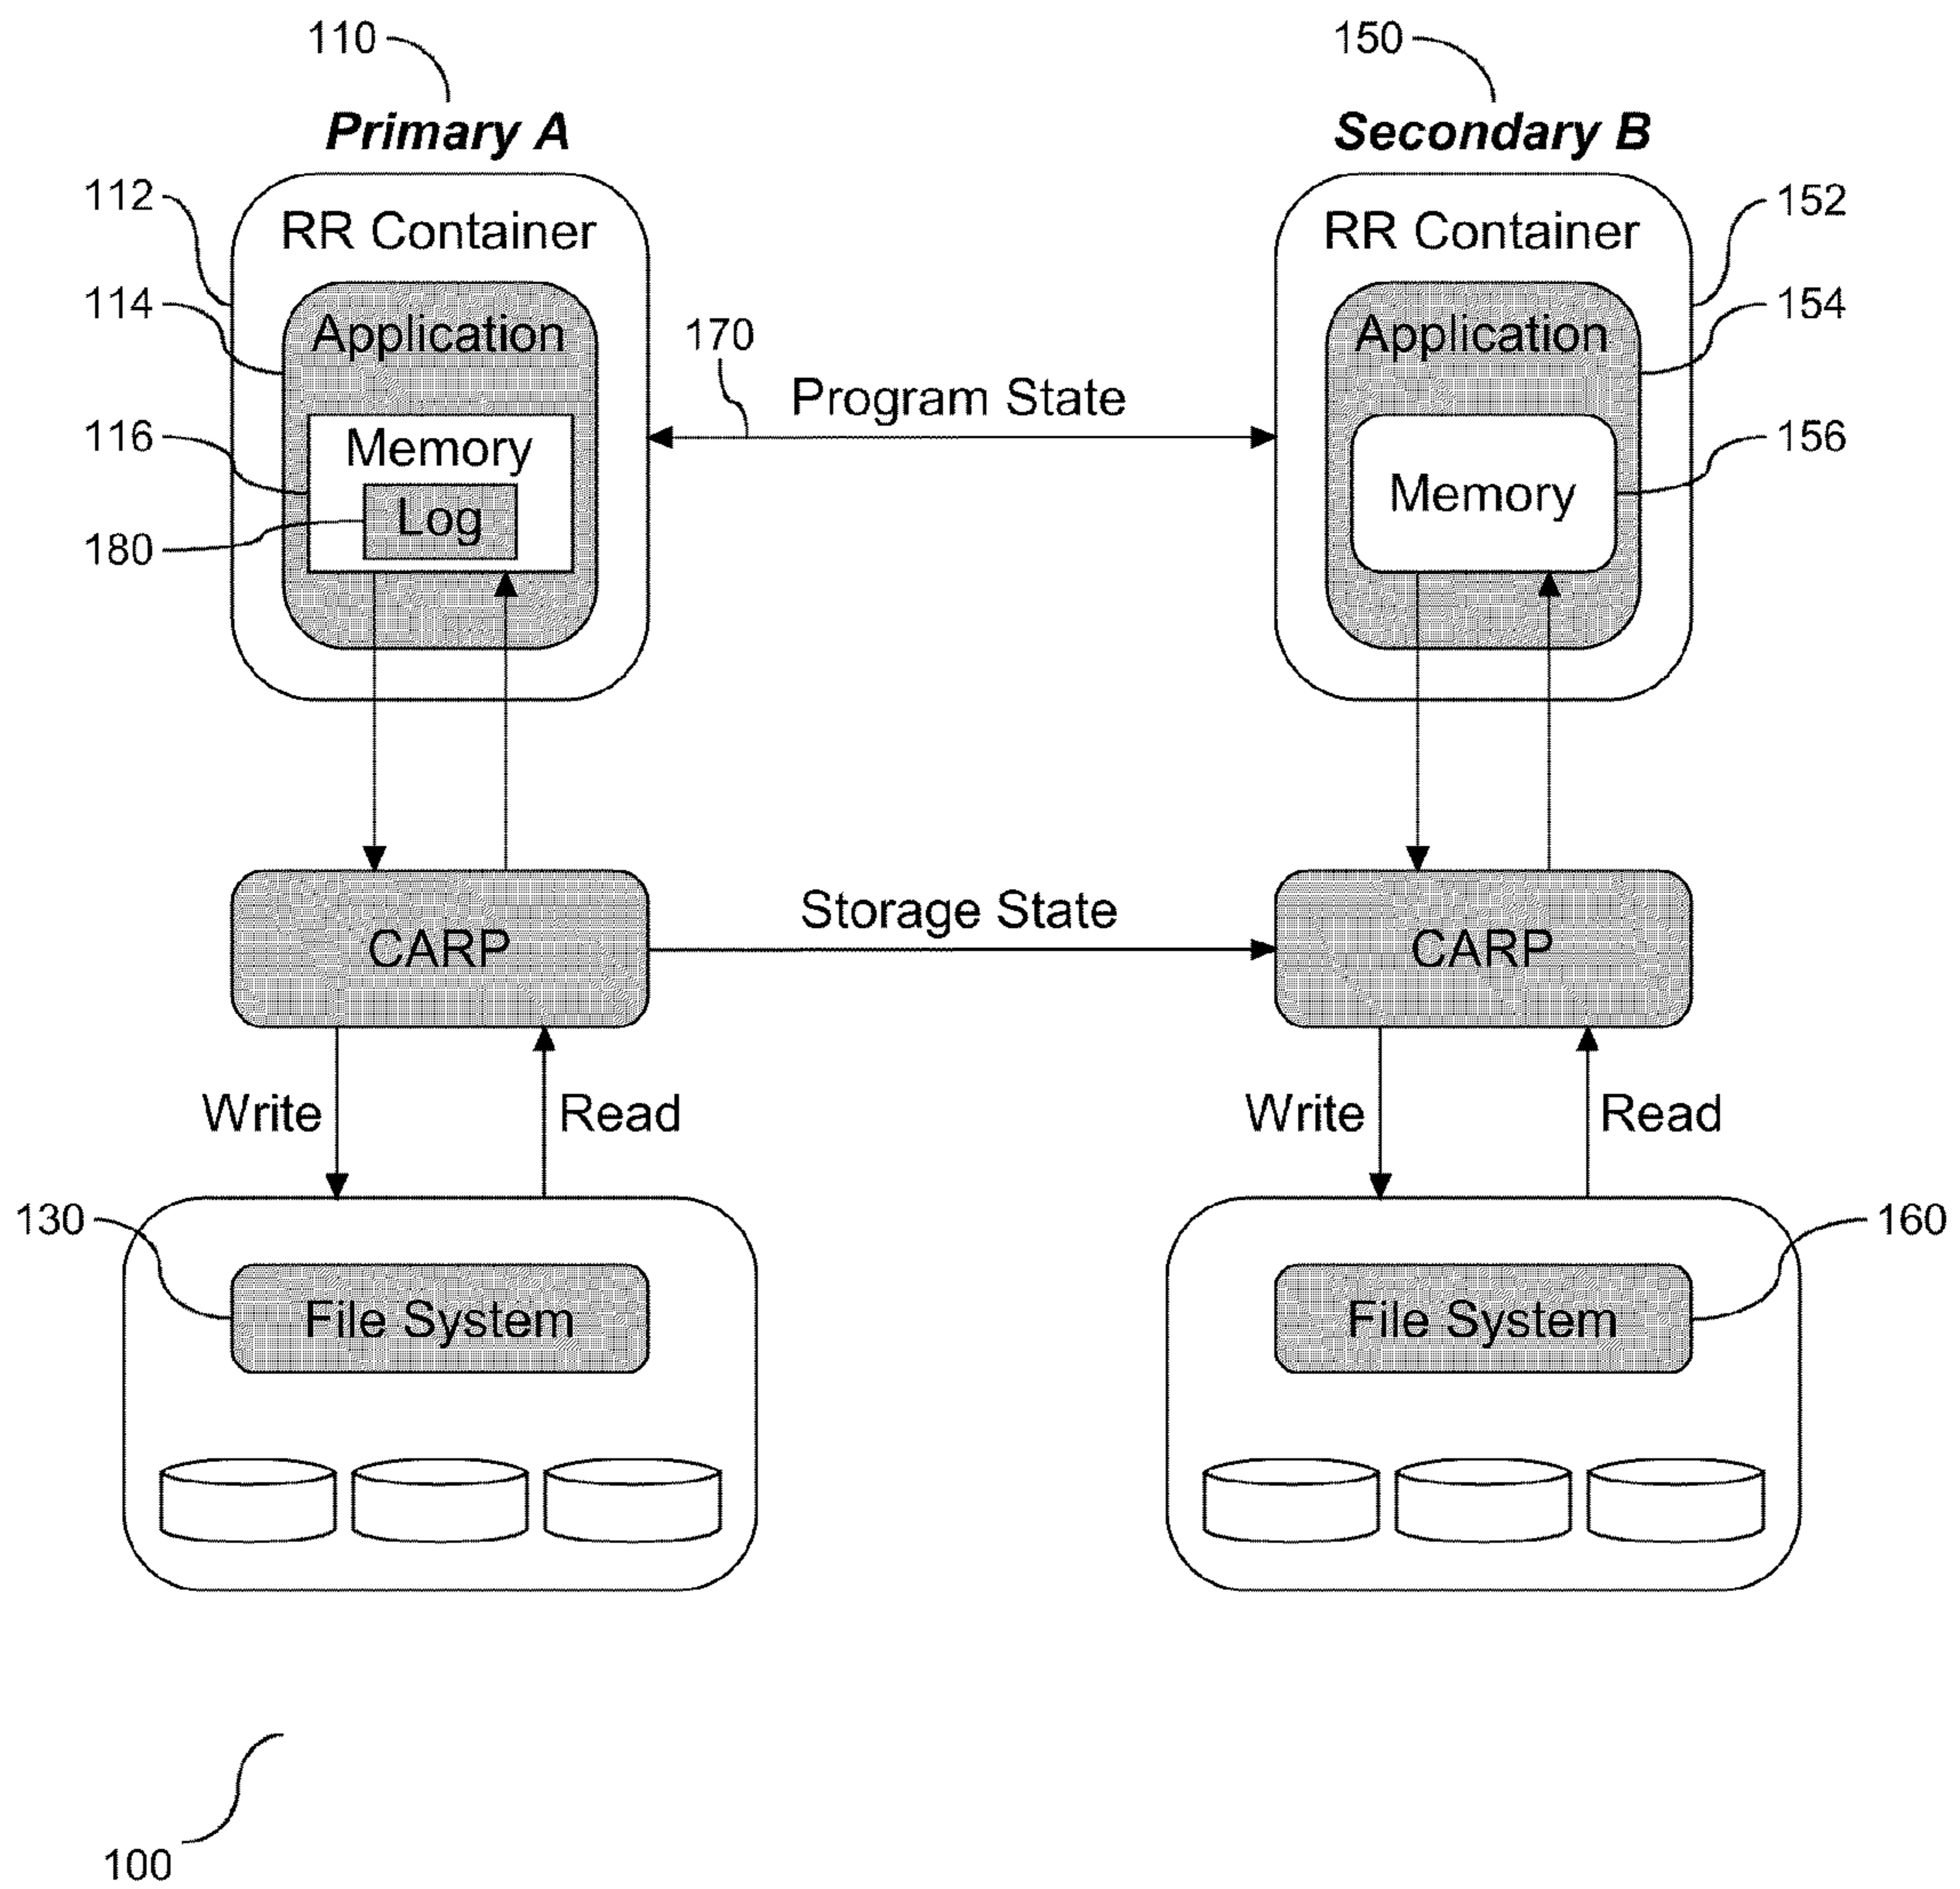 110
150
Primary A
Secondary B
112
RR Container
RR Container
152
114
Application
170
Application
154
Program State
116
Memory
Memory
156
Log
180
CARP
Storage State
CARP
Write
Read
Write
Read
130
File System
File System
160
100